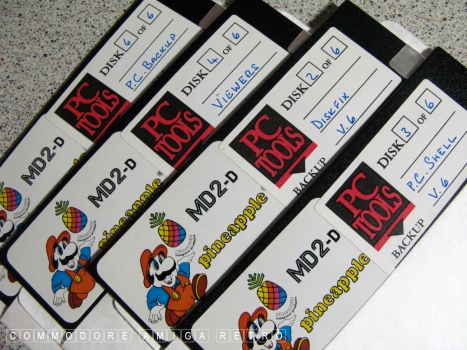 DISK 6 OF 6
P.C. BACKUP
PC
TOOLS
MD2-D
pineapple
DISK 4 OF 6
VIEWERS
PC
TOOLS
MD2-D
pineapple
DISK 2 OF 6
DISKFIX
V.6
PC
TOOLS
BACKUP
MD2-D
pineapple
DISK 3 OF 6
P.C. SHELL
V.6
PC
TOOLS
BACKUP
MD2-D
pineapple
COMMODORE AMIGA RETRO